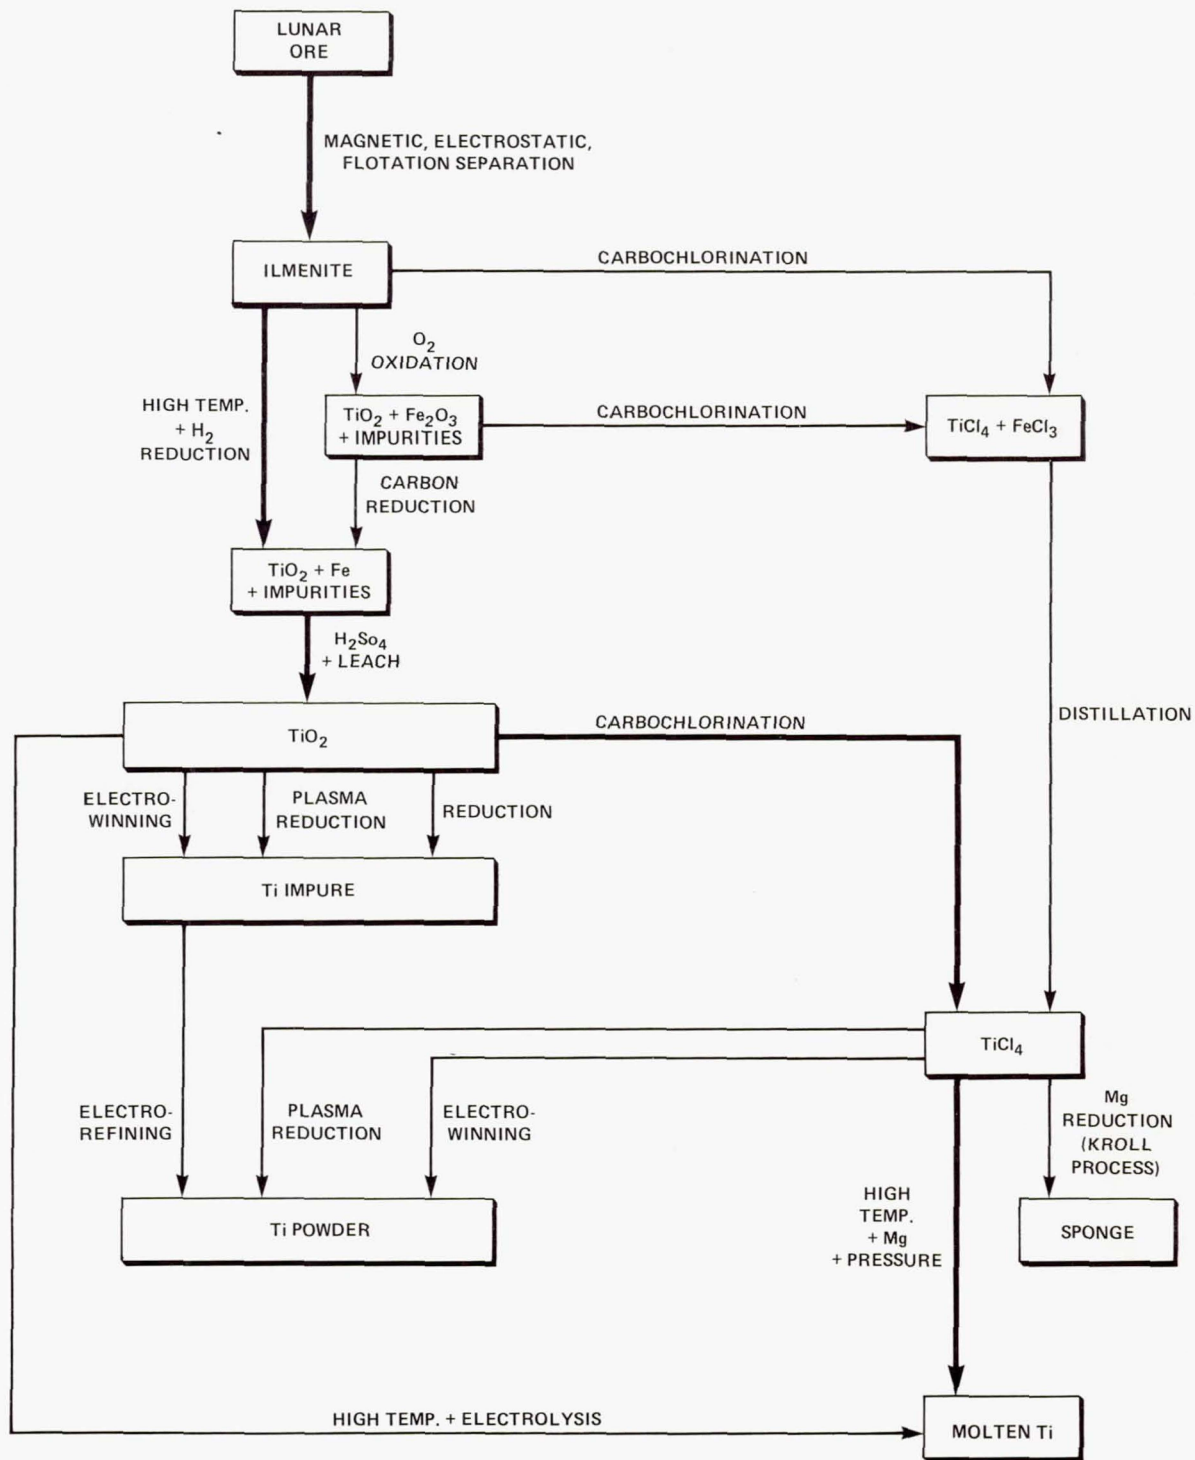 LUNAR
ORE
MAGNETIC, ELECTROSTATIC,
FLOTATION SEPARATION
ILMENITE
CARBOCHLORINATION
O₂
OXIDATION
HIGH TEMP.
+ H₂
REDUCTION
TiO₂ + Fe₂O₃
+ IMPURITIES
CARBOCHLORINATION
TiCl₄ + FeCl₃
CARBON
REDUCTION
TiO₂ + Fe
+ IMPURITIES
H₂So₄
+ LEACH
TiO₂
CARBOCHLORINATION
DISTILLATION
ELECTRO-
WINNING
PLASMA
REDUCTION
REDUCTION
Ti IMPURE
TiCl₄
ELECTRO-
REFINING
PLASMA
REDUCTION
ELECTRO-
WINNING
Mg
REDUCTION
(KROLL
PROCESS)
Ti POWDER
HIGH
TEMP.
+ Mg
+ PRESSURE
SPONGE
HIGH TEMP. + ELECTROLYSIS
MOLTEN Ti